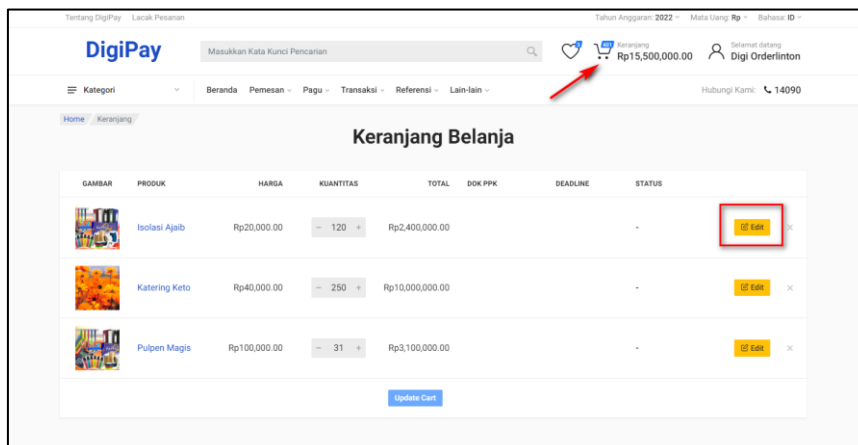 Tentang DigiPay Lacak Pesanan Tahun Anggaran: 2022 Mata Uang: Rp Bahasa: ID
DigiPay Masukkan Kata Kunci Pencarian 401 Keranjang Rp15,500,000.00 Selamat datang Digi Orderlinton
Kategori Beranda Pemesan Pagu Transaksi Referensi Lain-lain Hubungi Kami: 14090
Home / Keranjang /
Keranjang Belanja
GAMBAR PRODUK HARGA KUANTITAS TOTAL DOK PPK DEADLINE STATUS
Isolasi Ajaib Rp20,000.00 − 120 + Rp2,400,000.00 - Edit ×
Katering Keto Rp40,000.00 − 250 + Rp10,000,000.00 - Edit ×
Pulpen Magis Rp100,000.00 − 31 + Rp3,100,000.00 - Edit ×
Update Cart